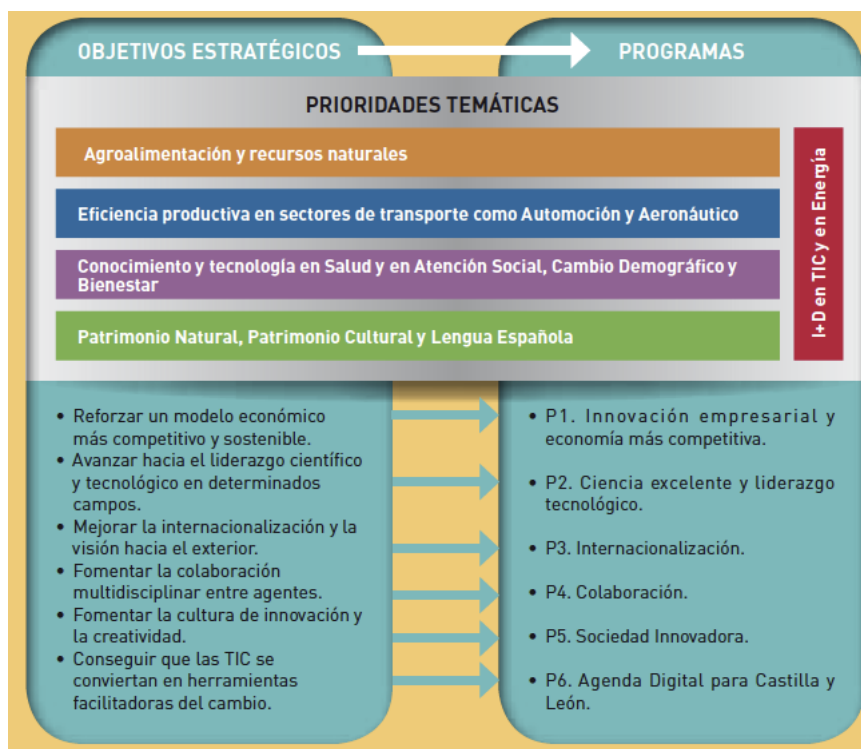 OBJETIVOS ESTRATÉGICOS
PROGRAMAS
PRIORIDADES TEMÁTICAS
Agroalimentación y recursos naturales
Eficiencia productiva en sectores de transporte como Automoción y Aeronáutico
Conocimiento y tecnología en Salud y en Atención Social, Cambio Demográfico y
Bienestar
Patrimonio Natural, Patrimonio Cultural y Lengua Española
I+D en TIC y en Energía
• Reforzar un modelo económico
más competitivo y sostenible.
• Avanzar hacia el liderazgo científico
y tecnológico en determinados
campos.
• Mejorar la internacionalización y la
visión hacia el exterior.
• Fomentar la colaboración
multidisciplinar entre agentes.
• Fomentar la cultura de innovación y
la creatividad.
• Conseguir que las TIC se
conviertan en herramientas
facilitadoras del cambio.
• P1. Innovación empresarial y
economía más competitiva.
• P2. Ciencia excelente y liderazgo
tecnológico.
• P3. Internacionalización.
• P4. Colaboración.
• P5. Sociedad Innovadora.
• P6. Agenda Digital para Castilla y
León.